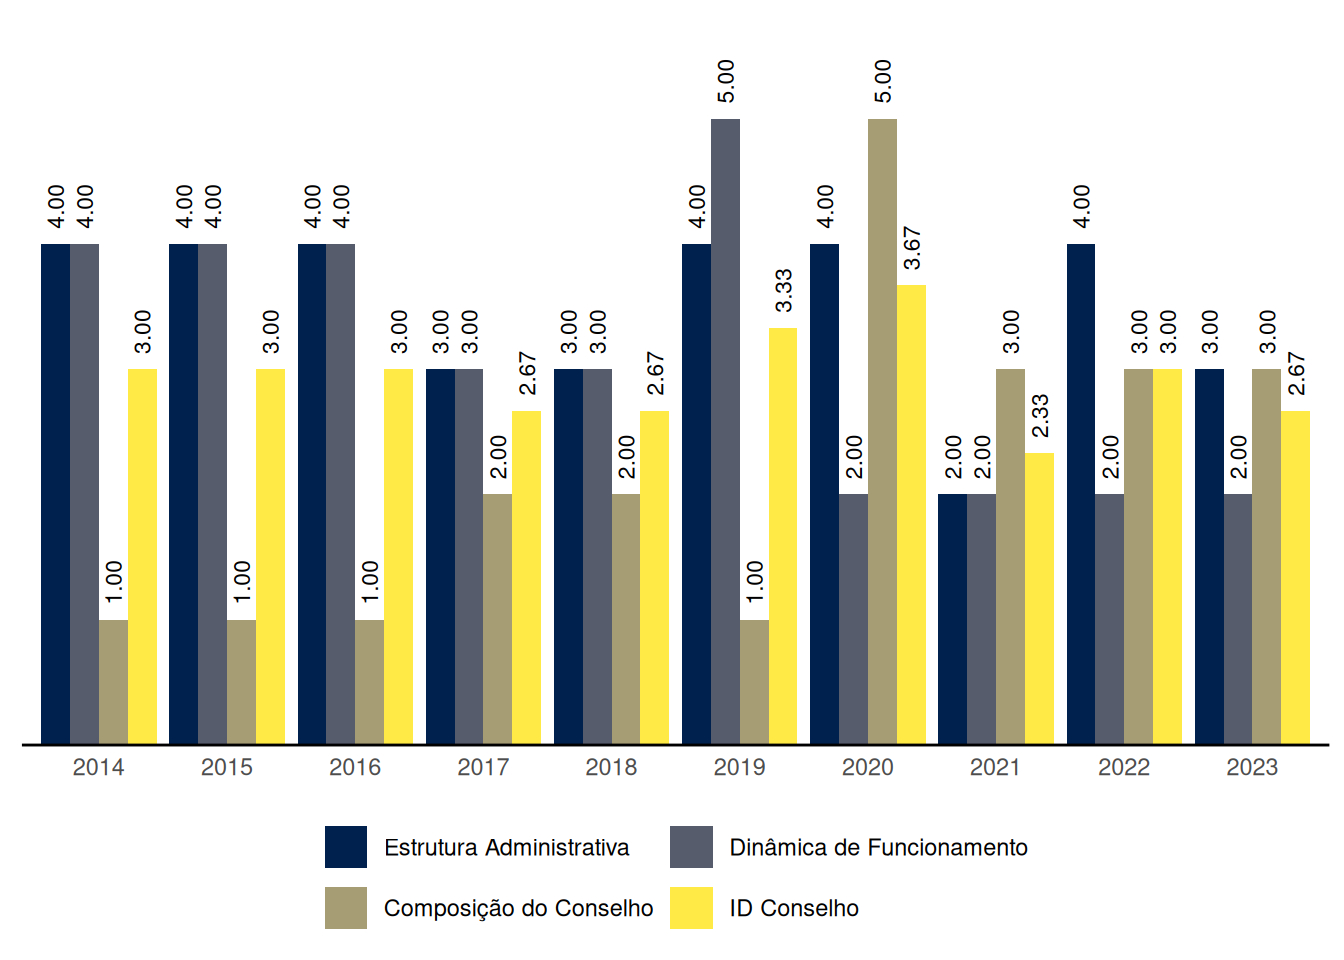 5.00 5.00
4.00 4.00 4.00 4.00 4.00 4.00 4.00 4.00 4.00
3.67
3.33
3.00 3.00 3.00 3.00 3.00 3.00 3.00 3.00 3.00 3.00 3.00 3.00
2.67 2.67 2.67
2.33
2.00 2.00 2.00 2.00 2.00 2.00 2.00
1.00 1.00 1.00 1.00
2014 2015 2016 2017 2018 2019 2020 2021 2022 2023
Estrutura Administrativa Dinâmica de Funcionamento
Composição do Conselho ID Conselho